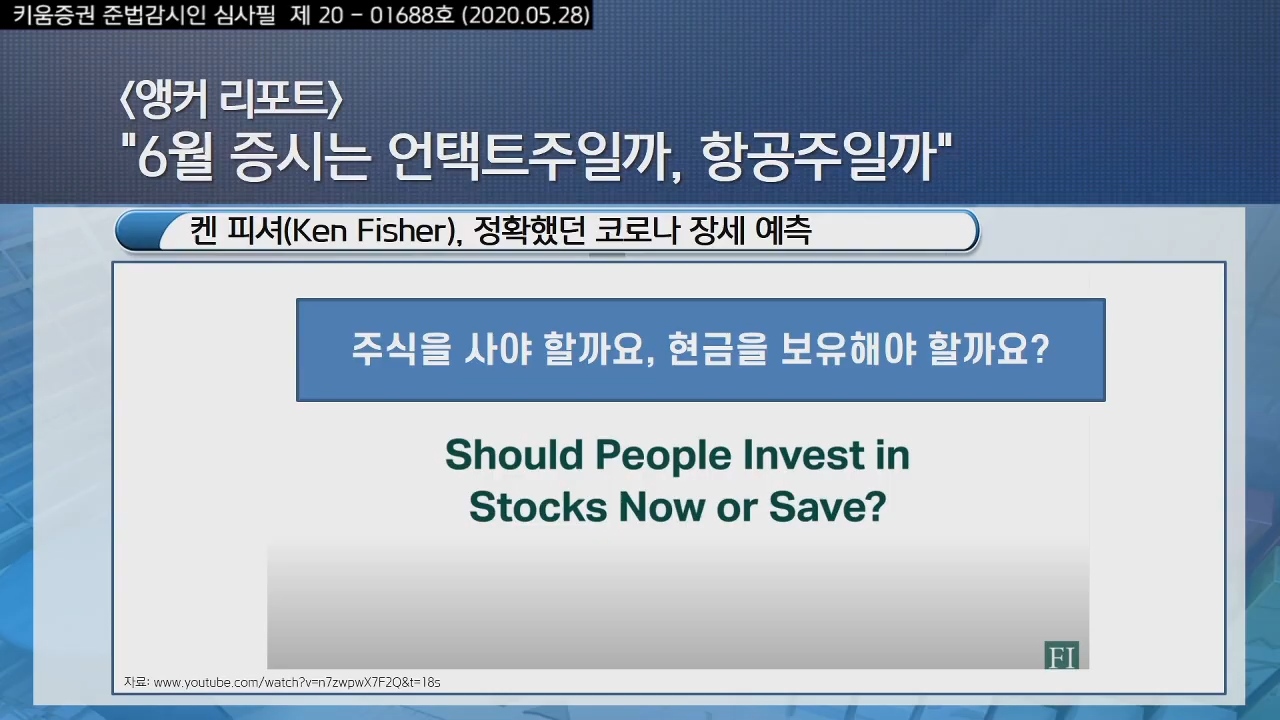 키움증권 준법감시인 심사필 제 20 - 01688호 (2020.05.28)
<앵커 리포트>
"6월 증시는 언택트주일까, 항공주일까"
켄 피셔(Ken Fisher), 정확했던 코로나 장세 예측
주식을 사야 할까요, 현금을 보유해야 할까요?
Should People Invest in
Stocks Now or Save?
FI
자료: www.youtube.com/watch?v=n7zwpwX7F2Q&t=18s